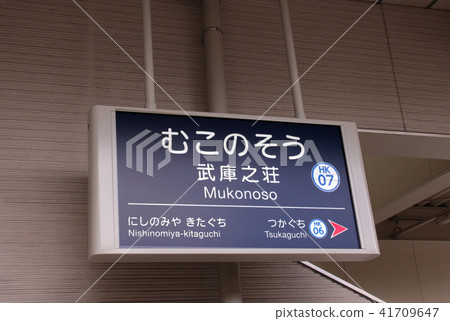 むこのそう
武庫之荘
Mukonoso
HK
07
にしのみや きたぐち
Nishinomiya-kitaguchi
つかぐち
Tsukaguchi
HK
06
41709647